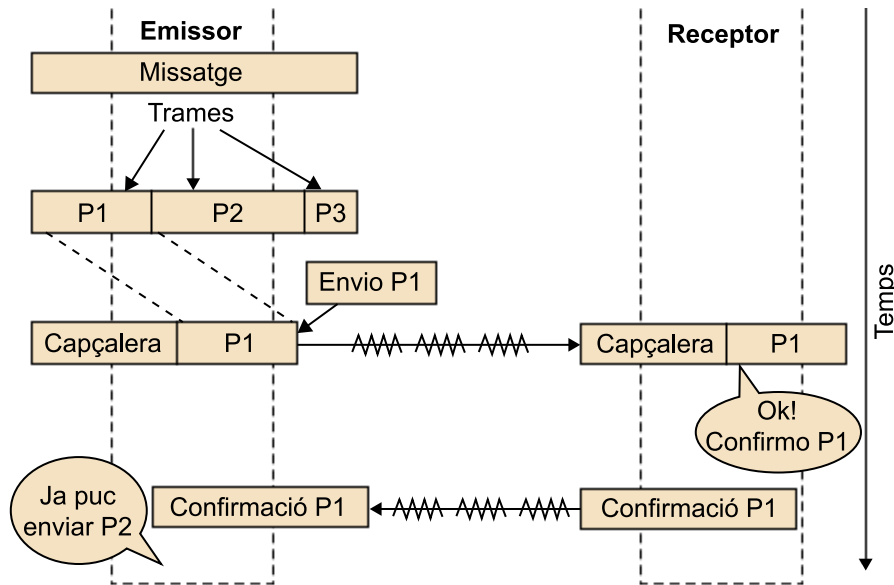 Emissor
Receptor
Missatge
Trames
P1
P2
P3
Envio P1
Temps
Capçalera
P1
Capçalera
P1
Ok!
Confirmo P1
Ja puc
enviar P2
Confirmació P1
Confirmació P1